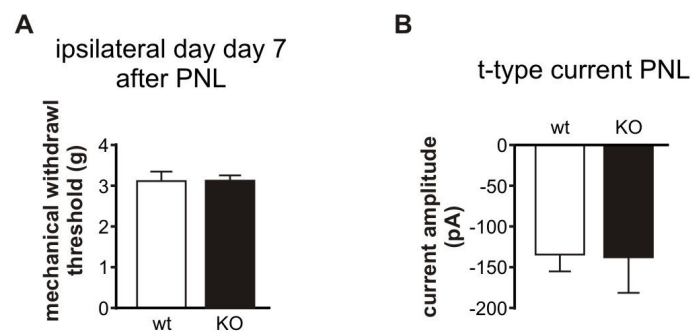 A
ipsilateral day day 7
after PNL
mechanical withdrawl
threshold (g)
4
3
2
1
0
wt KO
B
t-type current PNL
wt KO
current amplitude
(pA)
0
-50
-100
-150
-200